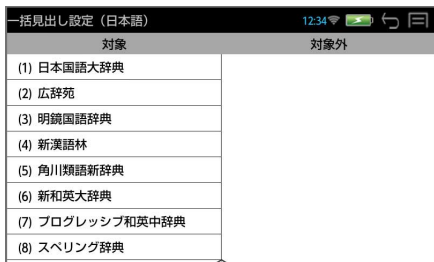 一括見出し設定（日本語） 12:34
対象 対象外
(1) 日本国語大辞典
(2) 広辞苑
(3) 明鏡国語辞典
(4) 新漢語林
(5) 角川類語新辞典
(6) 新和英大辞典
(7) プログレッシブ和英中辞典
(8) スペリング辞典